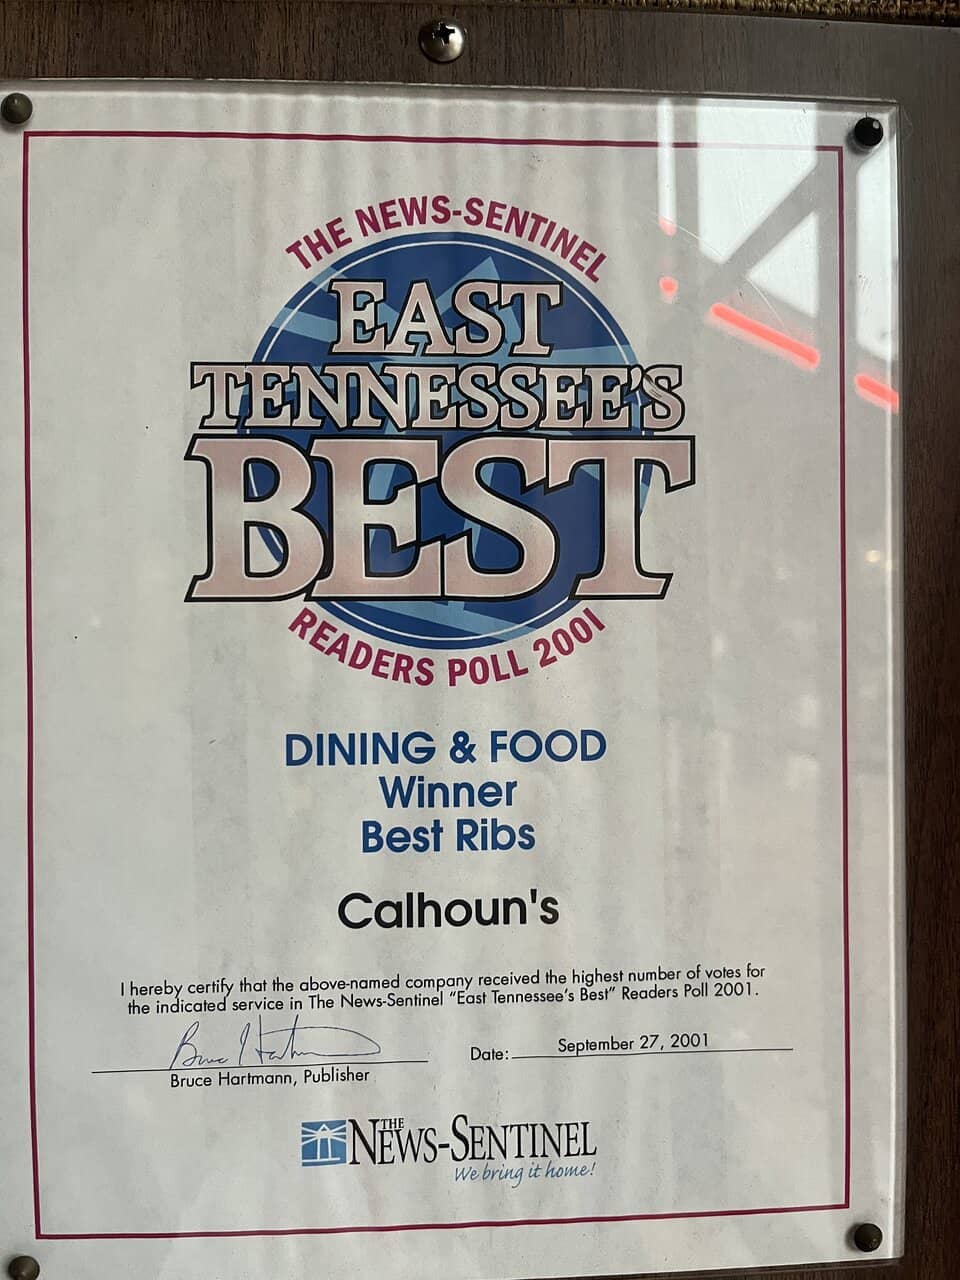 THE NEWS-SENTINEL
EAST
TENNESSEE'S
BEST
READERS POLL 2001
DINING & FOOD
Winner
Best Ribs
Calhoun's
I hereby certify that the above-named company received the highest number of votes for
the indicated service in The News-Sentinel “East Tennessee's Best” Readers Poll 2001.
Bruce Hartmann
Date: September 27, 2001
Bruce Hartmann, Publisher
THE NEWS-SENTINEL
We bring it home!